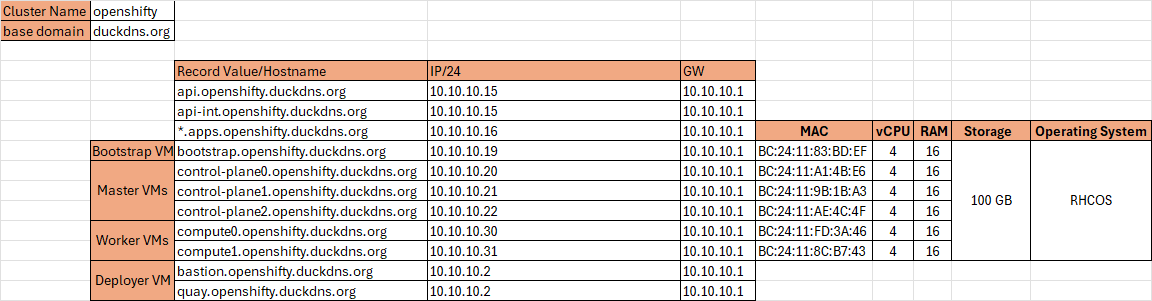 Cluster Name openshifty
base domain duckdns.org
Record Value/Hostname IP/24 GW
api.openshifty.duckdns.org 10.10.10.15 10.10.10.1
api-int.openshifty.duckdns.org 10.10.10.15 10.10.10.1
*.apps.openshifty.duckdns.org 10.10.10.16 10.10.10.1 MAC vCPU RAM Storage Operating System
Bootstrap VM bootstrap.openshifty.duckdns.org 10.10.10.19 10.10.10.1 BC:24:11:83:BD:EF 4 16
control-plane0.openshifty.duckdns.org 10.10.10.20 10.10.10.1 BC:24:11:A1:4B:E6 4 16
Master VMs control-plane1.openshifty.duckdns.org 10.10.10.21 10.10.10.1 BC:24:11:9B:1B:A3 4 16
100 GB RHCOS
control-plane2.openshifty.duckdns.org 10.10.10.22 10.10.10.1 BC:24:11:AE:4C:4F 4 16
Worker VMs compute0.openshifty.duckdns.org 10.10.10.30 10.10.10.1 BC:24:11:FD:3A:46 4 16
compute1.openshifty.duckdns.org 10.10.10.31 10.10.10.1 BC:24:11:8C:B7:43 4 16
Deployer VM bastion.openshifty.duckdns.org 10.10.10.2 10.10.10.1
quay.openshifty.duckdns.org 10.10.10.2 10.10.10.1